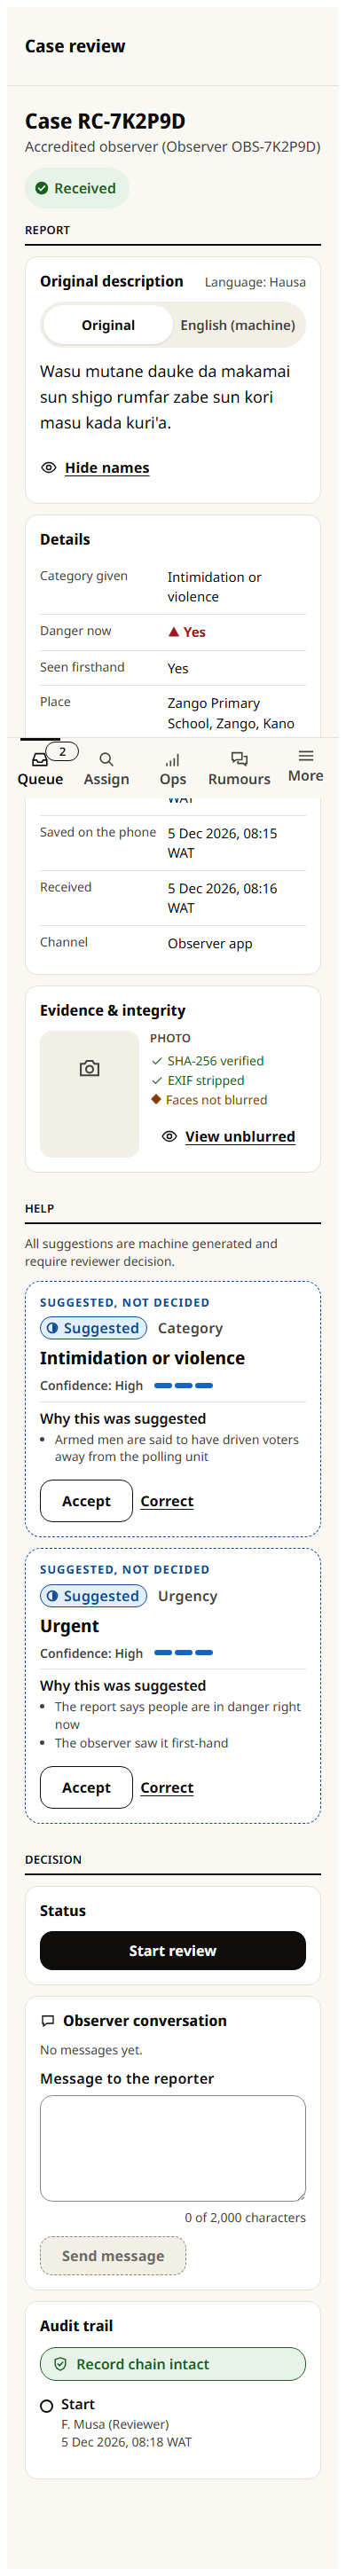 Case review
Case RC-7K2P9D
Accredited observer (Observer OBS-7K2P9D)
Received
REPORT
Original description
Language: Hausa
Original
English (machine)
Wasu mutane dauke da makamai
sun shigo rumfar zabe sun kori
masu kada kuri'a.
Hide names
Details
Category given
Intimidation or
violence
Danger now
Yes
Seen firsthand
Yes
Place
Zango Primary
School, Zango, Kano
2
Queue
Assign
Ops
Rumours
More
WAT
Saved on the phone
5 Dec 2026, 08:15
WAT
Received
5 Dec 2026, 08:16
WAT
Channel
Observer app
Evidence & integrity
PHOTO
SHA-256 verified
EXIF stripped
Faces not blurred
View unblurred
HELP
All suggestions are machine generated and
require reviewer decision.
SUGGESTED, NOT DECIDED
Suggested
Category
Intimidation or violence
Confidence: High
Why this was suggested
Armed men are said to have driven voters
away from the polling unit
Accept
Correct
SUGGESTED, NOT DECIDED
Suggested
Urgency
Urgent
Confidence: High
Why this was suggested
The report says people are in danger right
now
The observer saw it first-hand
Accept
Correct
DECISION
Status
Start review
Observer conversation
No messages yet.
Message to the reporter
0 of 2,000 characters
Send message
Audit trail
Record chain intact
Start
F. Musa (Reviewer)
5 Dec 2026, 08:18 WAT